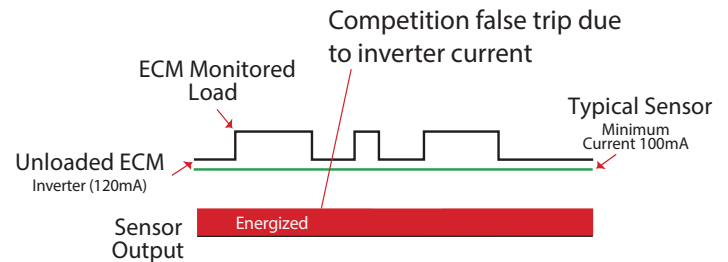 Competition false trip due
to inverter current
ECM Monitored
Load
Typical Sensor
Minimum
Current 100mA
Unloaded ECM
Inverter (120mA)
Energized
Sensor
Output